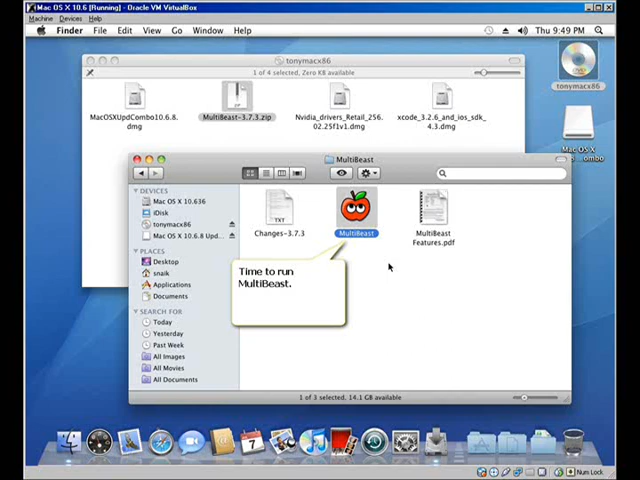 Mac OS X 10.6 [Running] - Oracle VM VirtualBox
Machine Devices Help
Finder File Edit View Go Window Help
Thu 9:49 PM
tonymacx86
1 of 4 selected, Zero KB available
tonymacx86
MacOSXUpdCombo10.6.8.
dmg
MultiBeast-3.7.3.zip
Nvidia_drivers_Retail_256.
02.25f1v1.dmg
xcode_3.2.6_and_ios_sdk_
4.3.dmg
Mac OS X
MultiBeast
DEVICES
Mac OS 10.636
iDisk
tonymacx86
Mac OS X 10.6.8 Upd...
PLACES
Desktop
snaik
Applications
Documents
SEARCH FOR
Today
Yesterday
Past Week
All Images
All Movies
All Documents
TXT
Changes-3.7.3
MultiBeast
MultiBeast
Features.pdf
Time to run
MultiBeast.
1 of 3 selected, 14.1 GB available
7
Num Lock